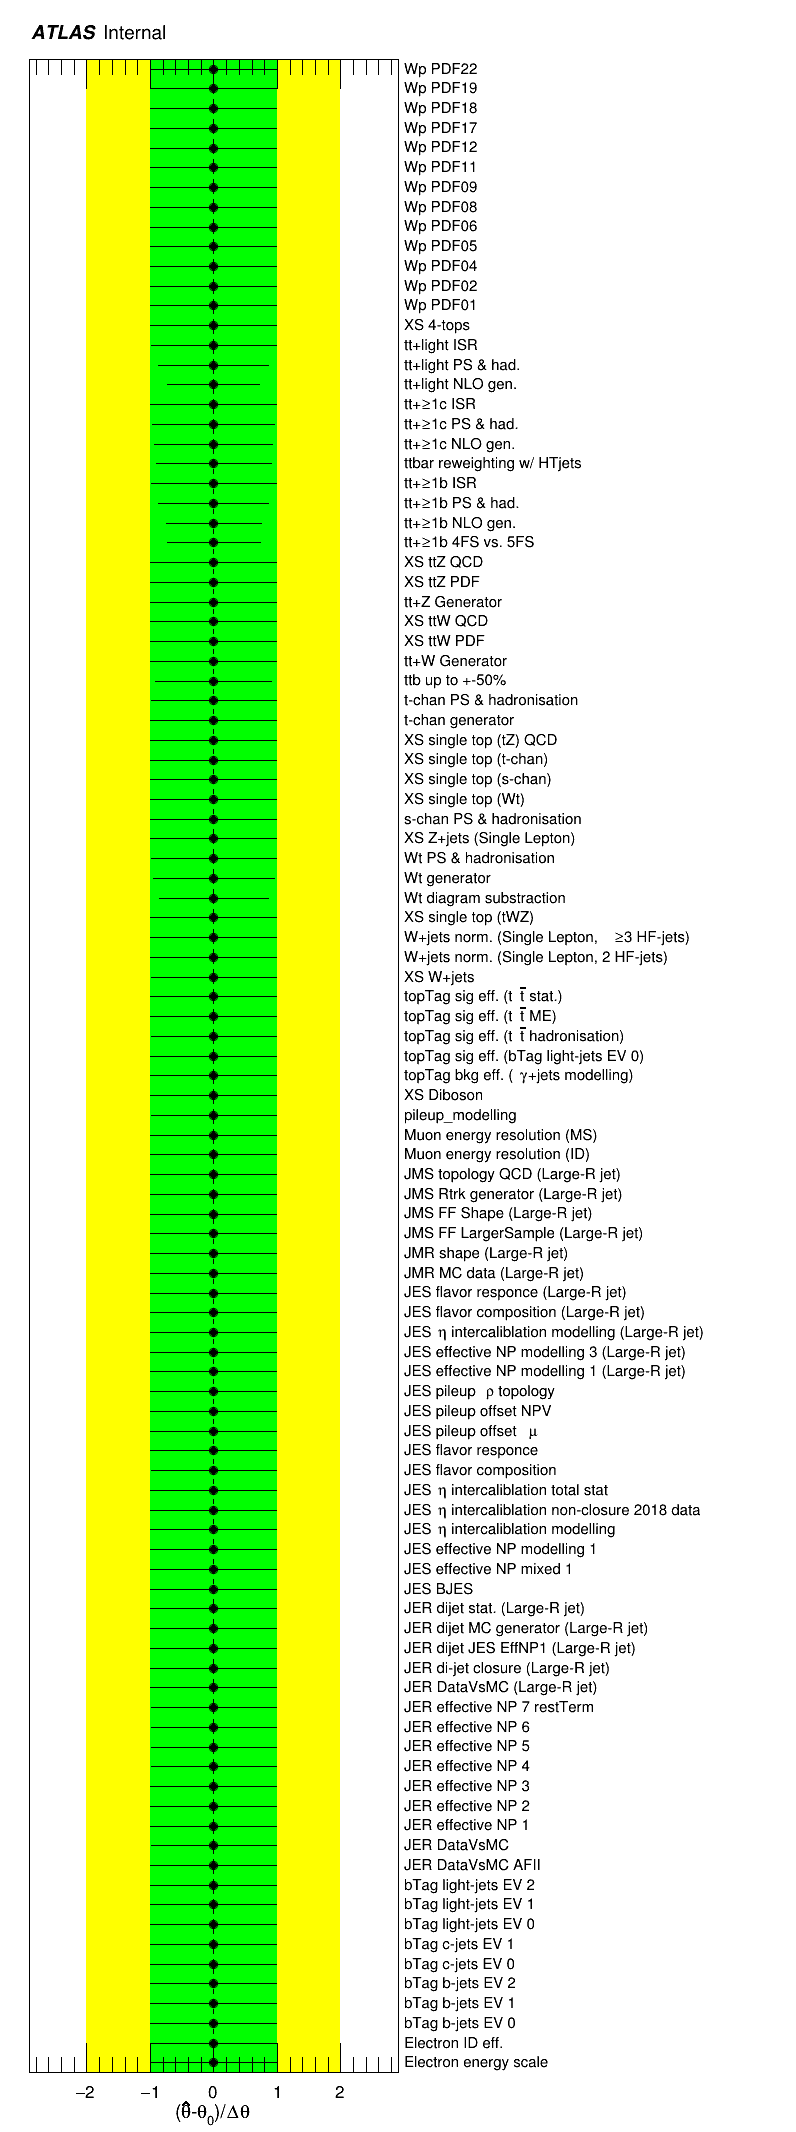 ATLAS Internal
Wp PDF22
Wp PDF19
Wp PDF18
Wp PDF17
Wp PDF12
Wp PDF11
Wp PDF09
Wp PDF08
Wp PDF06
Wp PDF05
Wp PDF04
Wp PDF02
Wp PDF01
XS 4-tops
tt+light ISR
tt+light PS & had.
tt+light NLO gen.
tt+≥1c ISR
tt+≥1c PS & had.
tt+≥1c NLO gen.
ttbar reweighting w/ HTjets
tt+≥1b ISR
tt+≥1b PS & had.
tt+≥1b NLO gen.
tt+≥1b 4FS vs. 5FS
XS ttZ QCD
XS ttZ PDF
tt+Z Generator
XS ttW QCD
XS ttW PDF
tt+W Generator
ttb up to +-50%
t-chan PS & hadronisation
t-chan generator
XS single top (tZ) QCD
XS single top (t-chan)
XS single top (s-chan)
XS single top (Wt)
s-chan PS & hadronisation
XS Z+jets (Single Lepton)
Wt PS & hadronisation
Wt generator
Wt diagram substraction
XS single top (tWZ)
W+jets norm. (Single Lepton, ≥3 HF-jets)
W+jets norm. (Single Lepton, 2 HF-jets)
XS W+jets
topTag sig eff. (t t̅ stat.)
topTag sig eff. (t t̅ ME)
topTag sig eff. (t t̅ hadronisation)
topTag sig eff. (bTag light-jets EV 0)
topTag bkg eff. ( γ+jets modelling)
XS Diboson
pileup_modelling
Muon energy resolution (MS)
Muon energy resolution (ID)
JMS topology QCD (Large-R jet)
JMS Rtrk generator (Large-R jet)
JMS FF Shape (Large-R jet)
JMS FF LargerSample (Large-R jet)
JMR shape (Large-R jet)
JMR MC data (Large-R jet)
JES flavor responce (Large-R jet)
JES flavor composition (Large-R jet)
JES η intercaliblation modelling (Large-R jet)
JES effective NP modelling 3 (Large-R jet)
JES effective NP modelling 1 (Large-R jet)
JES pileup ρ topology
JES pileup offset NPV
JES pileup offset μ
JES flavor responce
JES flavor composition
JES η intercaliblation total stat
JES η intercaliblation non-closure 2018 data
JES η intercaliblation modelling
JES effective NP modelling 1
JES effective NP mixed 1
JES BJES
JER dijet stat. (Large-R jet)
JER dijet MC generator (Large-R jet)
JER dijet JES EffNP1 (Large-R jet)
JER di-jet closure (Large-R jet)
JER DataVsMC (Large-R jet)
JER effective NP 7 restTerm
JER effective NP 6
JER effective NP 5
JER effective NP 4
JER effective NP 3
JER effective NP 2
JER effective NP 1
JER DataVsMC
JER DataVsMC AFII
bTag light-jets EV 2
bTag light-jets EV 1
bTag light-jets EV 0
bTag c-jets EV 1
bTag c-jets EV 0
bTag b-jets EV 2
bTag b-jets EV 1
bTag b-jets EV 0
Electron ID eff.
Electron energy scale
−2 −1 0 1 2
(θ̂-θ₀)/Δθ